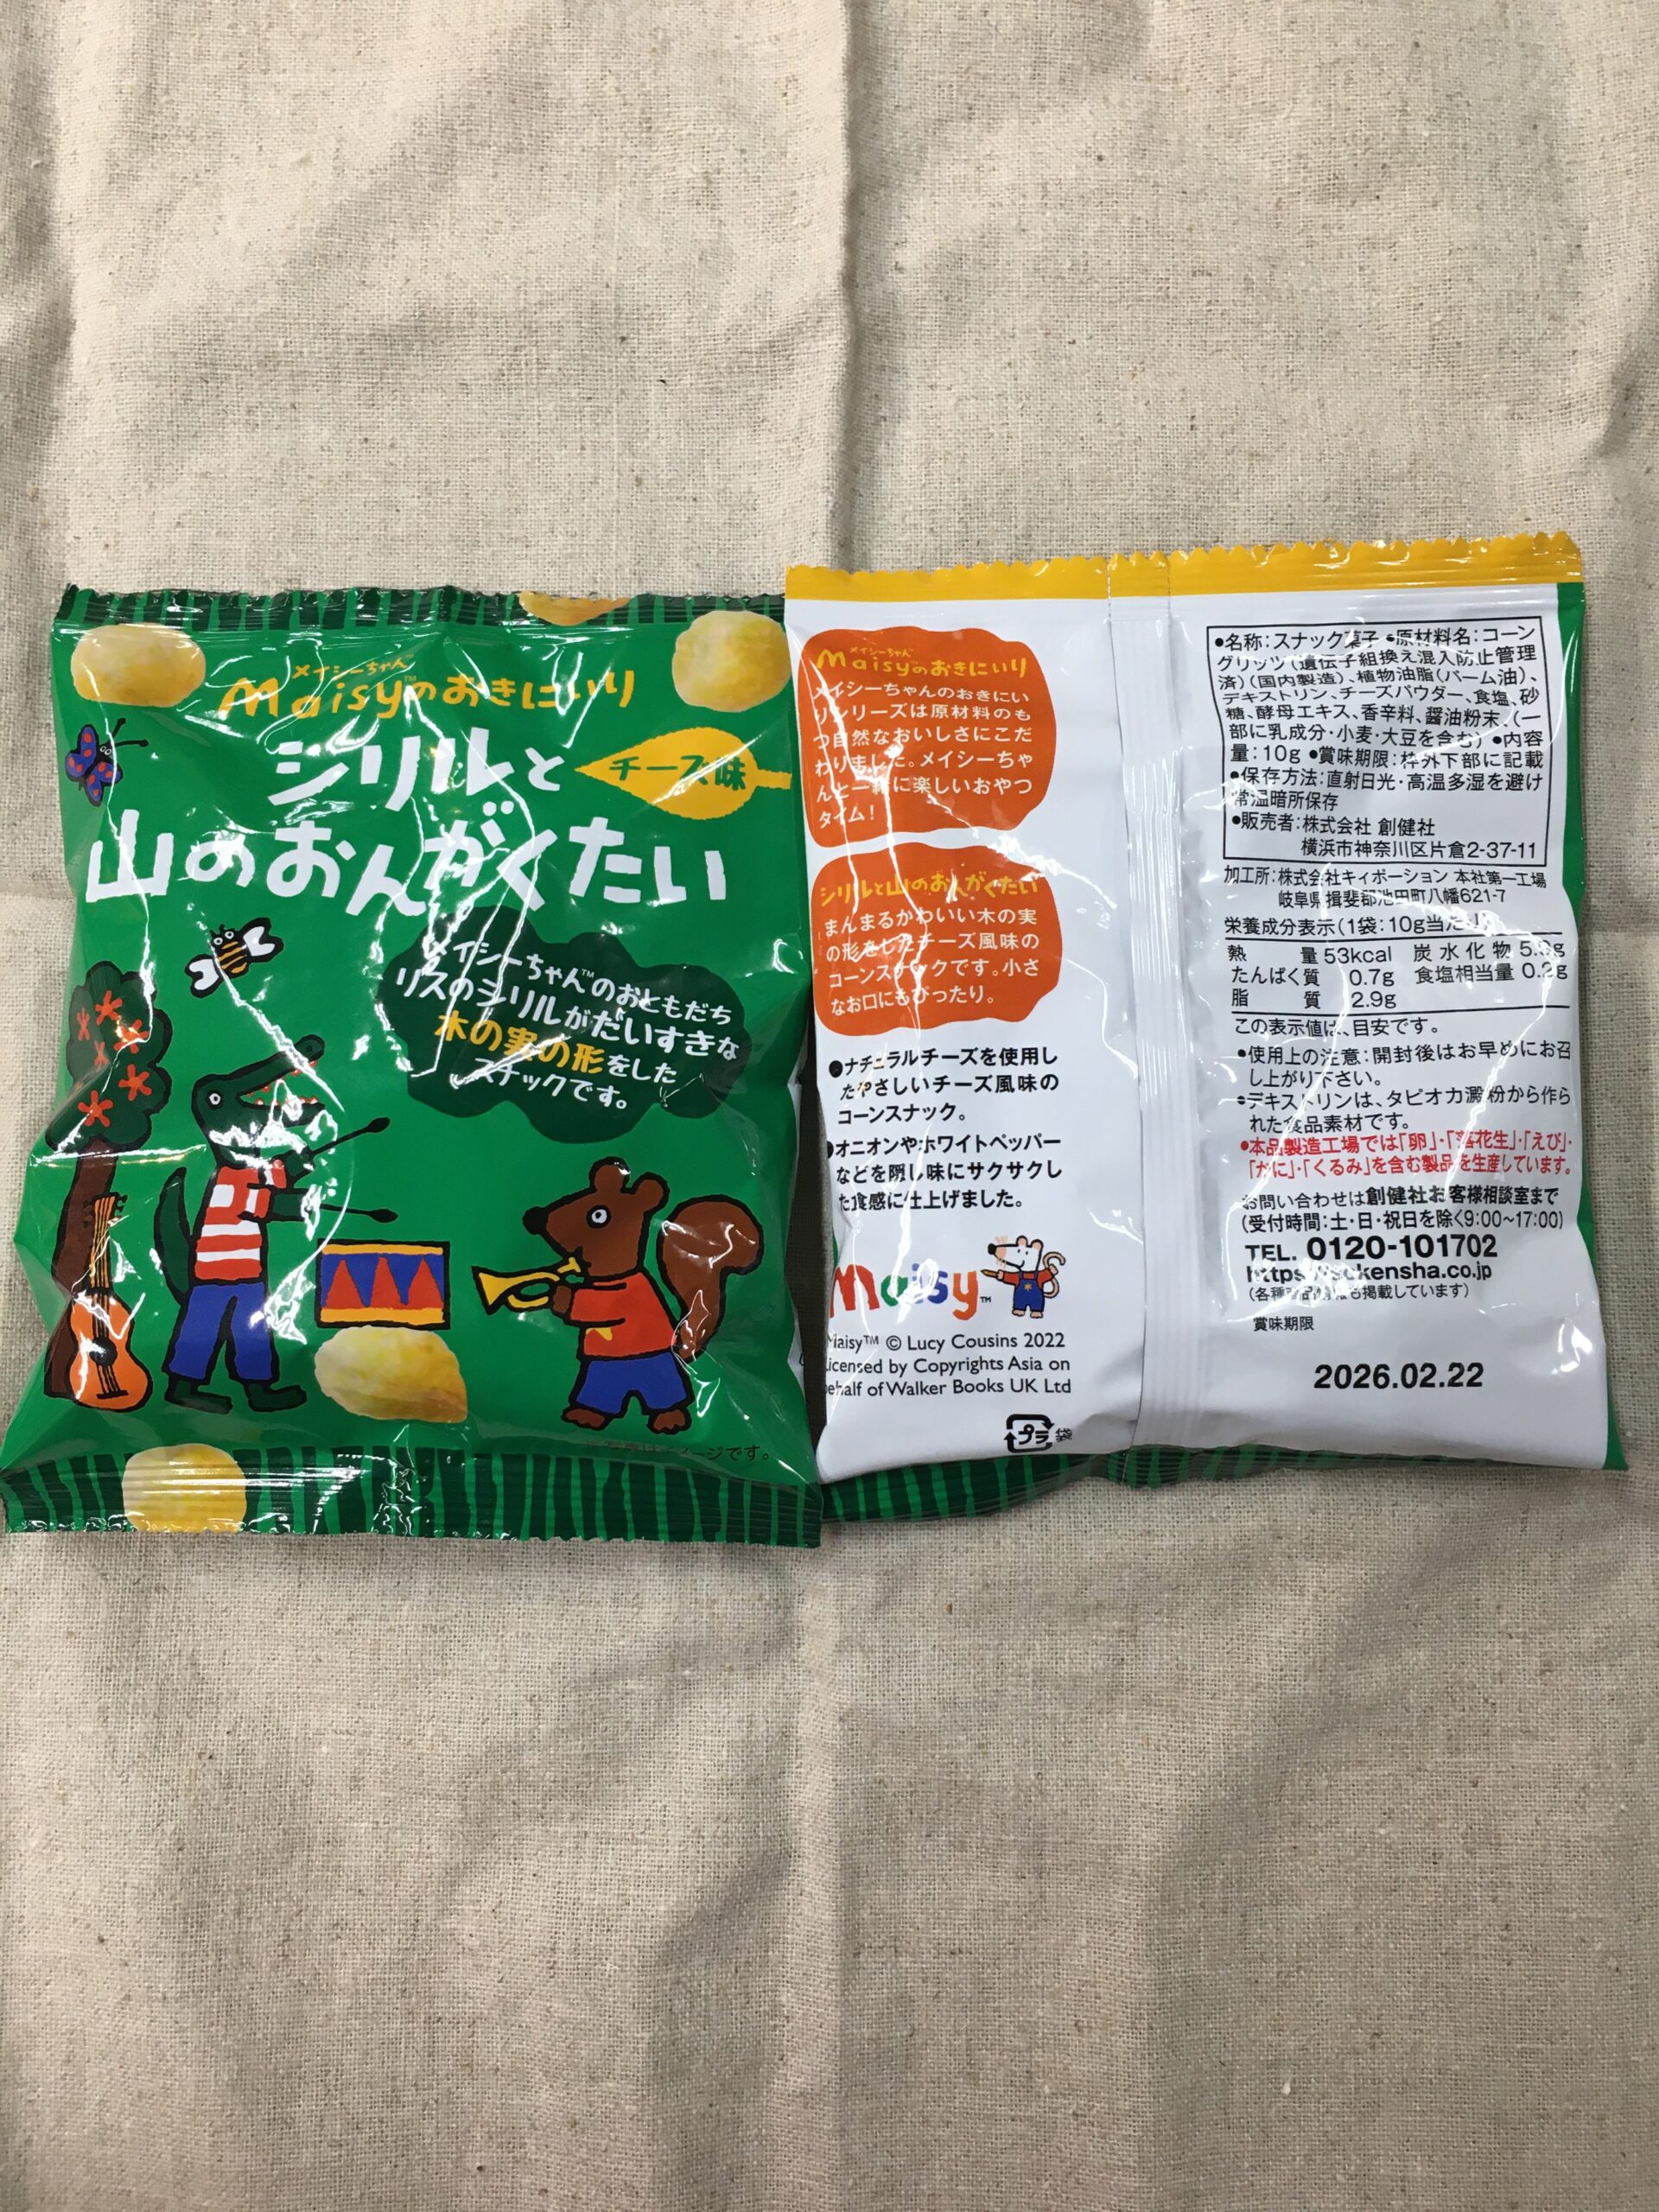 メイシーちゃん™
Maisy™のおきにいり
シリルと
チーズ味
山のおんがくたい
メイシーちゃん™のおともだち
リスのシリルがだいすきな
木の実の形をした
スナックです。
ージです。
メイシーちゃん™
Maisyのおきにいり
メイシーちゃんのおきにい
りシリーズは原材料のも
つ自然なおいしさにこだ
わりました。メイシーちゃ
んと一緒に楽しいおやつ
タイム!
シリルと山のおんがくたい
まんまるかわいい木の実
の形をしたチーズ風味の
コーンスナックです。小さ
なお口にもぴったり。
●ナチュラルチーズを使用し
たやさしいチーズ風味の
コーンスナック。
●オニオンやホワイトペッパー
などを隠し味にサクサクし
た食感に仕上げました。
Maisy™
Maisy™ © Lucy Cousins 2022
Licensed by Copyrights Asia on
behalf of Walker Books UK Ltd
プラ 袋
●名称:スナック菓子 ●原材料名:コーン
グリッツ(遺伝子組換え混入防止管理
済)(国内製造)、植物油脂(パーム油)、
デキストリン、チーズパウダー、食塩、砂
糖、酵母エキス、香辛料、醤油粉末、(一
部に乳成分・小麦・大豆を含む) ●内容
量:10g ●賞味期限:枠外下部に記載
●保存方法:直射日光・高温多湿を避け
常温暗所保存
●販売者:株式会社 創健社
横浜市神奈川区片倉2-37-11
加工所:株式会社キィポーション 本社第一工場
岐阜県揖斐郡池田町八幡621-7
栄養成分表示(1袋:10g当たり)
熱量 53kcal 炭水化物 5.8g
たんぱく質 0.7g 食塩相当量 0.2g
脂質 2.9g
この表示値は、目安です。
●使用上の注意:開封後はお早めにお召
し上がり下さい。
●デキストリンは、タピオカ澱粉から作ら
れた食品素材です。
●本品製造工場では「卵」・「落花生」・「えび」・
「かに」・「くるみ」を含む製品を生産しています。
お問い合わせは創健社お客様相談室まで
(受付時間:土・日・祝日を除く9:00~17:00)
TEL. 0120-101702
https://sokensha.co.jp
(各種商品情報も掲載しています)
賞味期限
2026.02.22